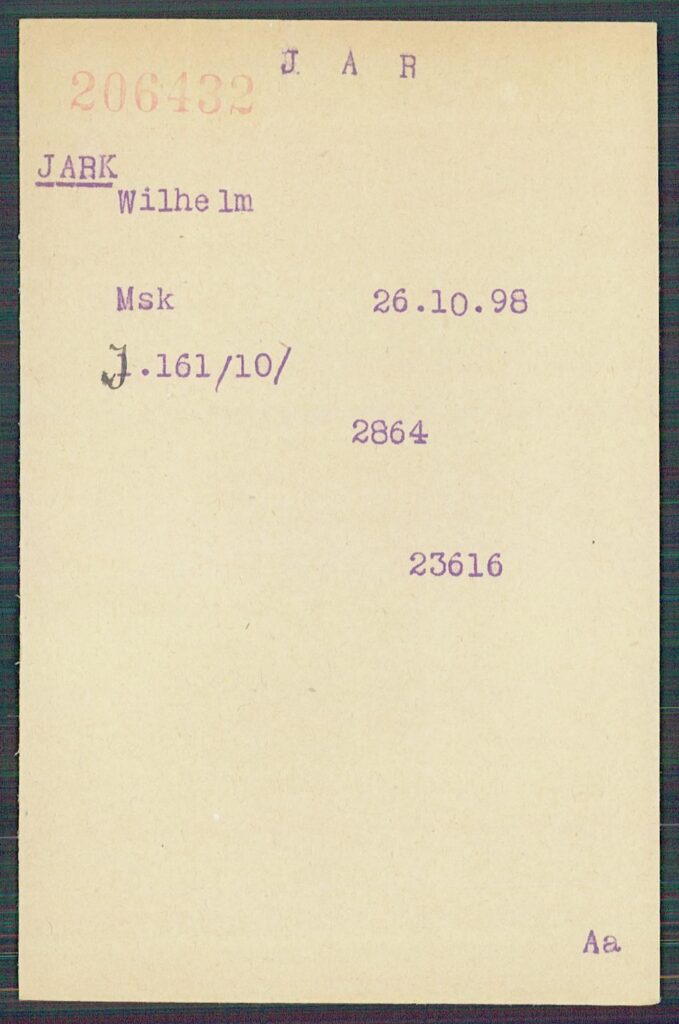 J A R
206432
JARK
Wilhelm
Msk 26.10.98
J.161/10/
2864
23616
Aa